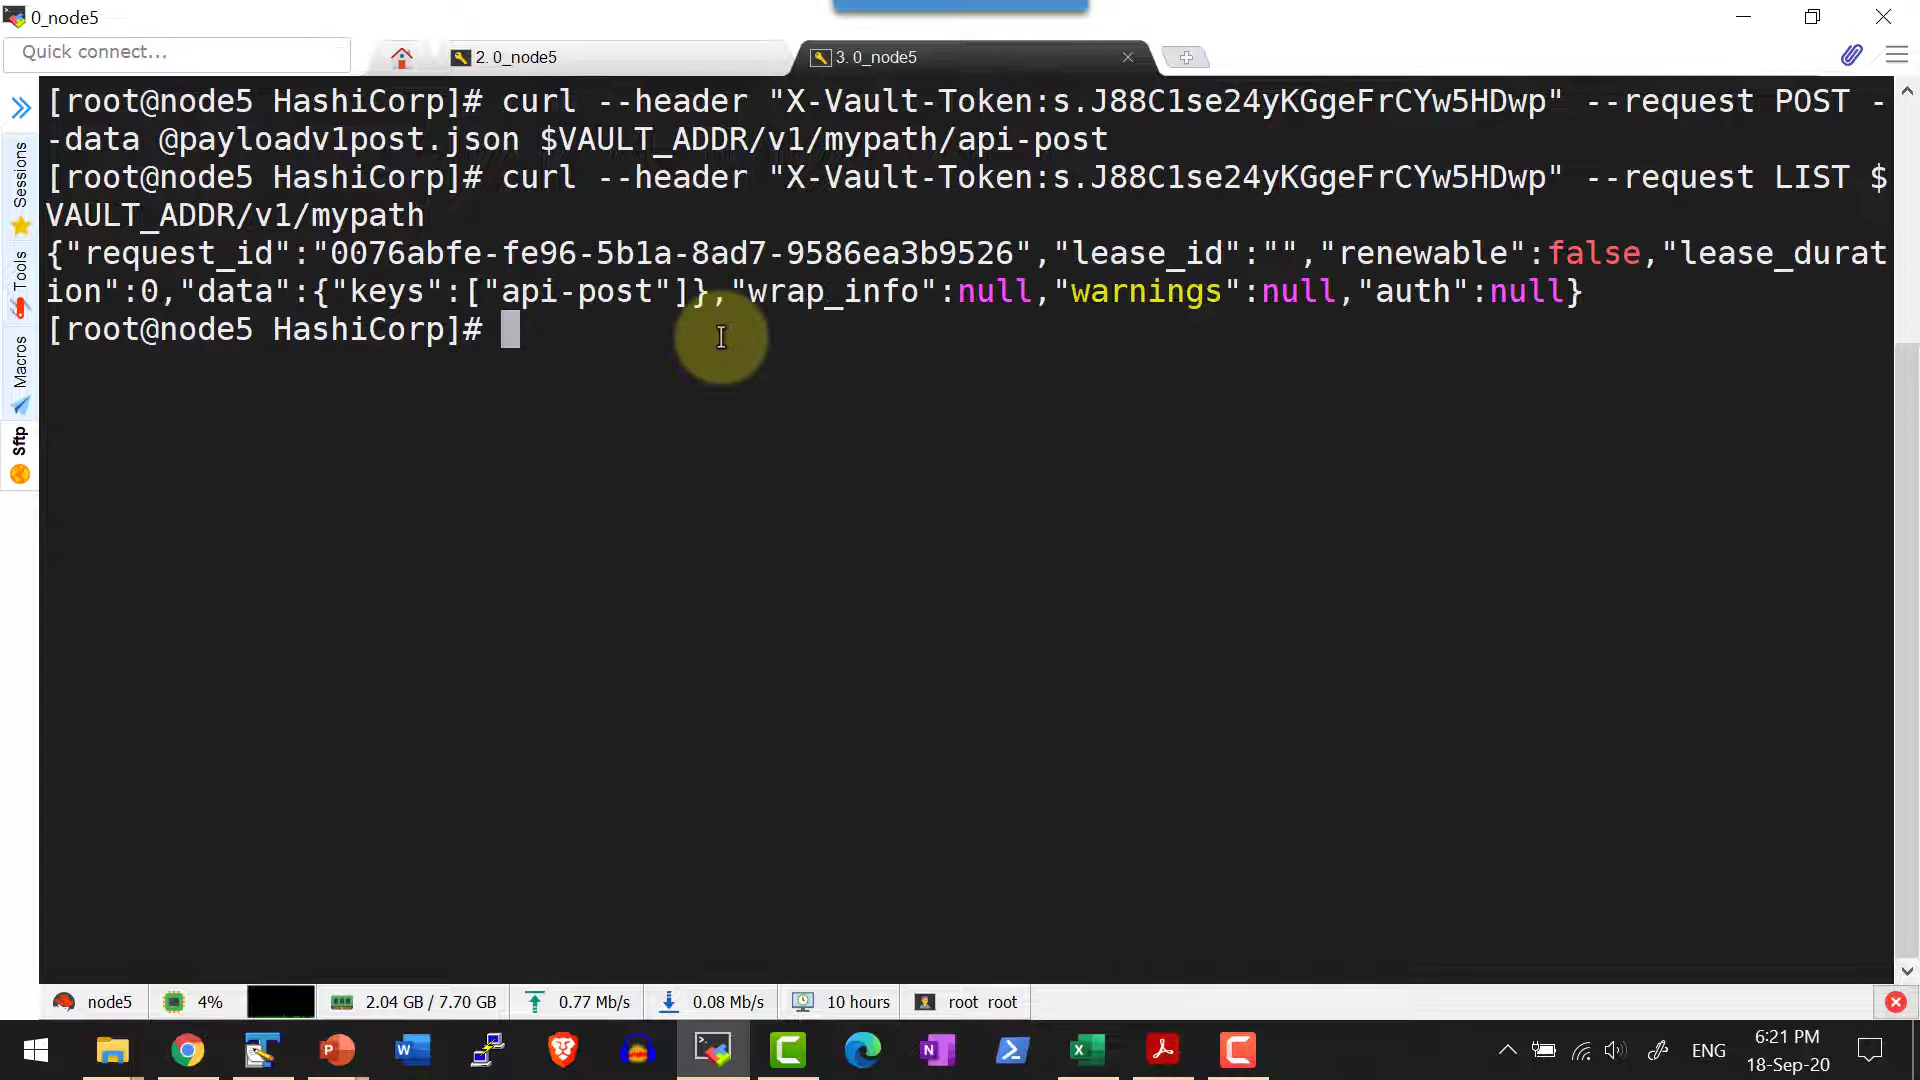 0_node5
Quick connect...
2. 0_node5
3. 0_node5
Sessions
Tools
Macros
Sftp
[root@node5 HashiCorp]# curl --header "X-Vault-Token:s.J88C1se24yKGgeFrCYw5HDwp" --request POST -
-data @payloadv1post.json $VAULT_ADDR/v1/mypath/api-post
[root@node5 HashiCorp]# curl --header "X-Vault-Token:s.J88C1se24yKGgeFrCYw5HDwp" --request LIST $
VAULT_ADDR/v1/mypath
{"request_id":"0076abfe-fe96-5b1a-8ad7-9586ea3b9526","lease_id":"","renewable":false,"lease_durat
ion":0,"data":{"keys":["api-post"]},"wrap_info":null,"warnings":null,"auth":null}
[root@node5 HashiCorp]#
node5
4%
2.04 GB / 7.70 GB
0.77 Mb/s
0.08 Mb/s
10 hours
root root
ENG
6:21 PM
18-Sep-20